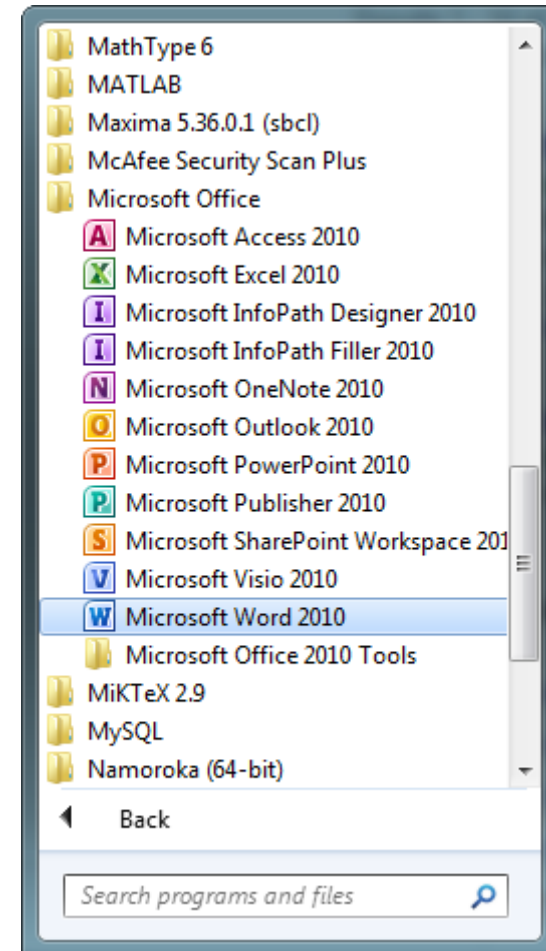 MathType 6
MATLAB
Maxima 5.36.0.1 (sbcl)
McAfee Security Scan Plus
Microsoft Office
Microsoft Access 2010
Microsoft Excel 2010
Microsoft InfoPath Designer 2010
Microsoft InfoPath Filler 2010
Microsoft OneNote 2010
Microsoft Outlook 2010
Microsoft PowerPoint 2010
Microsoft Publisher 2010
Microsoft SharePoint Workspace 201
Microsoft Visio 2010
Microsoft Word 2010
Microsoft Office 2010 Tools
MiKTeX 2.9
MySQL
Namoroka (64-bit)
Back
Search programs and files